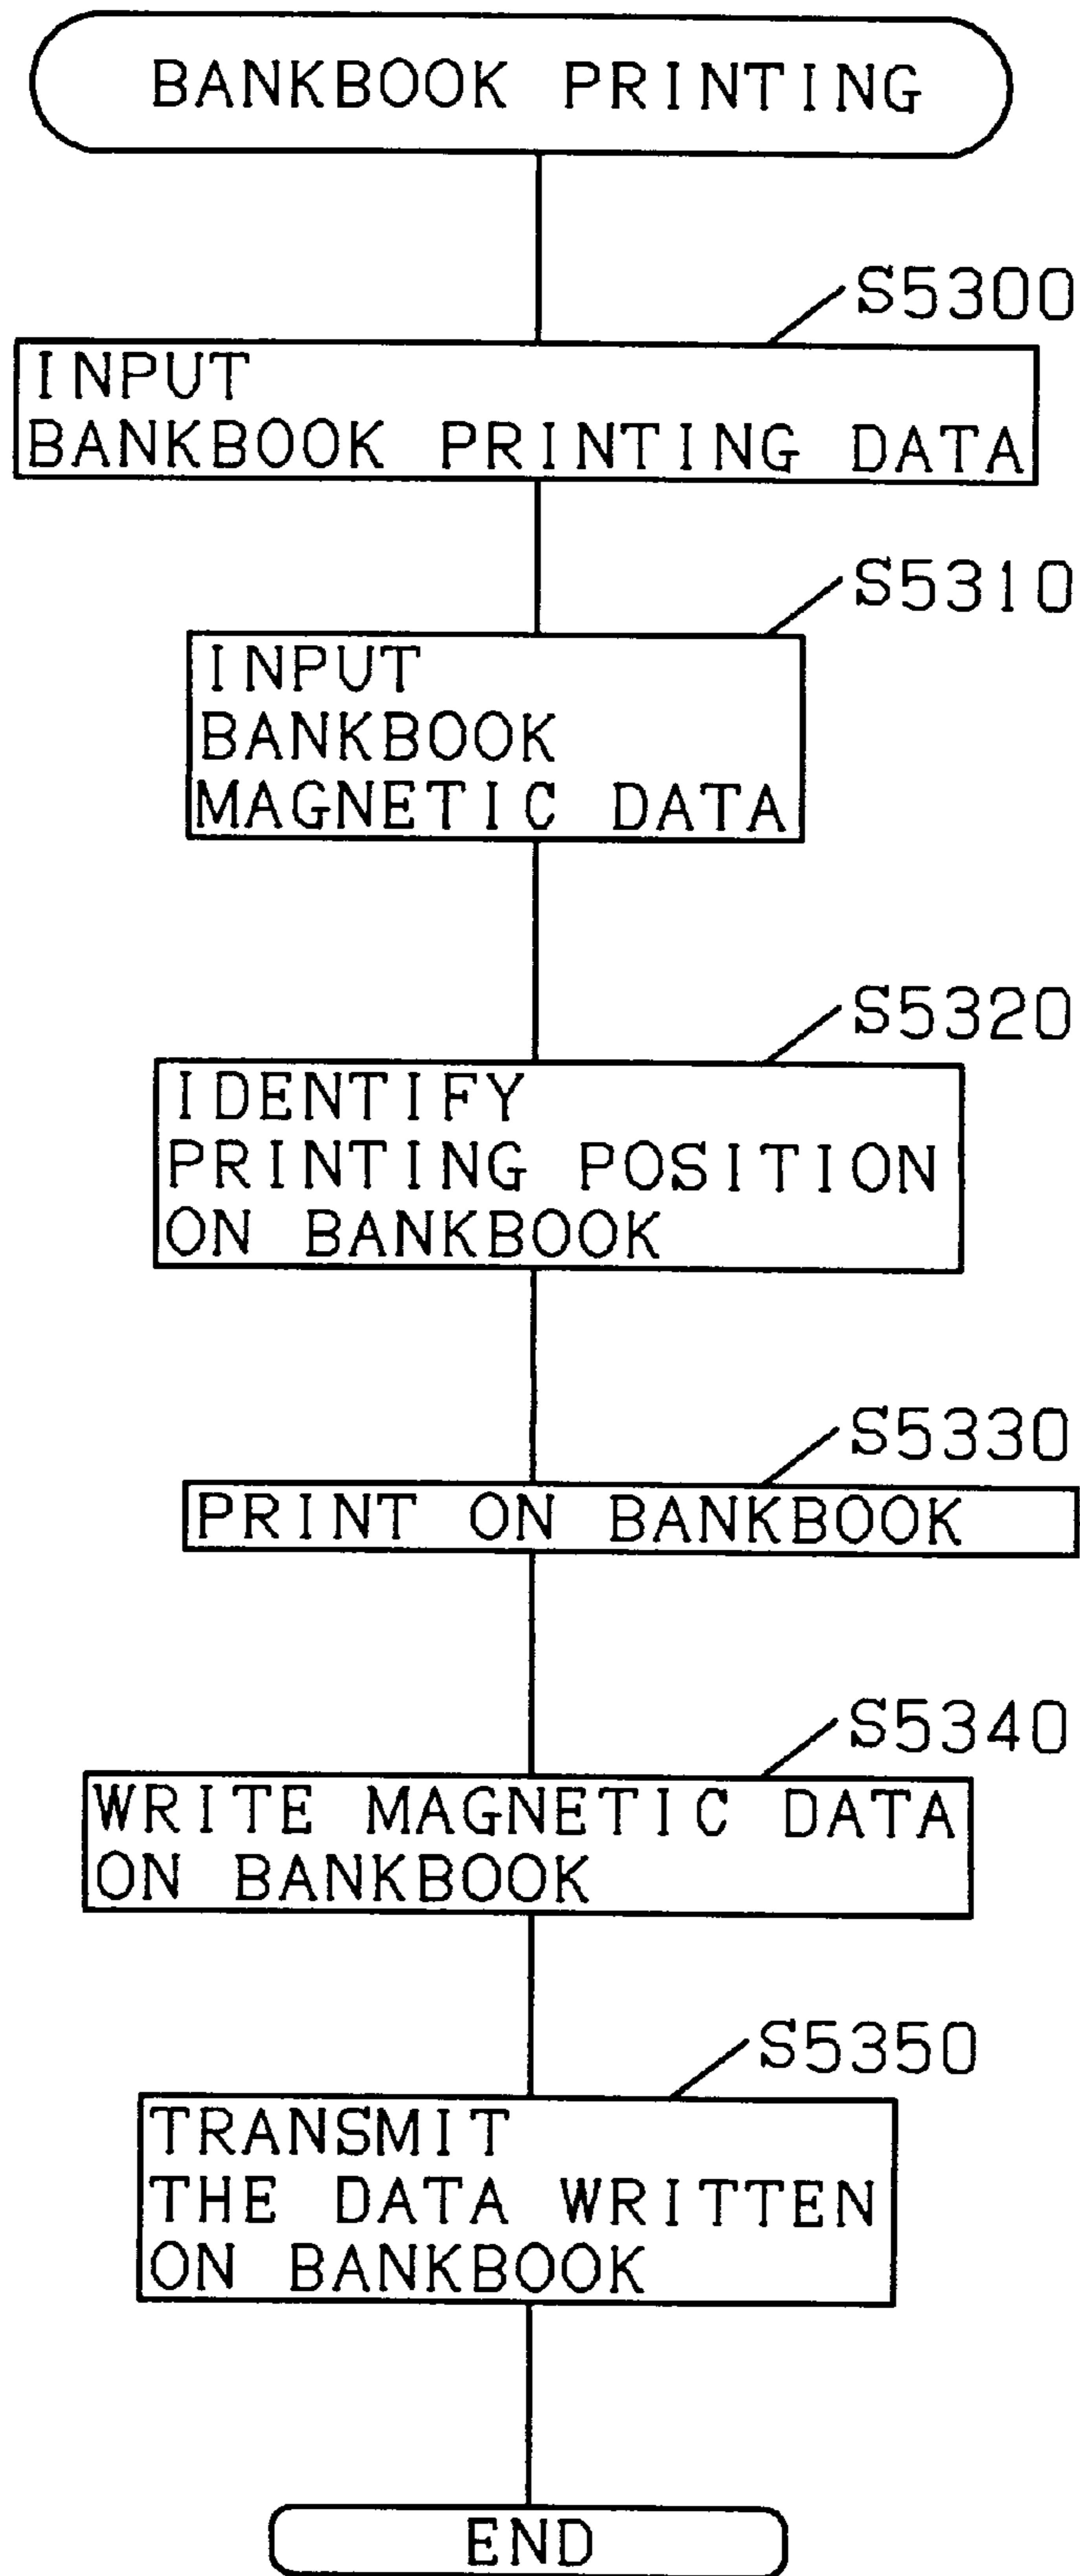 BANKBOOK PRINTING
S5300
INPUT
BANKBOOK PRINTING DATA
S5310
INPUT
BANKBOOK
MAGNETIC DATA
S5320
IDENTIFY
PRINTING POSITION
ON BANKBOOK
S5330
PRINT ON BANKBOOK
S5340
WRITE MAGNETIC DATA
ON BANKBOOK
S5350
TRANSMIT
THE DATA WRITTEN
ON BANKBOOK
END